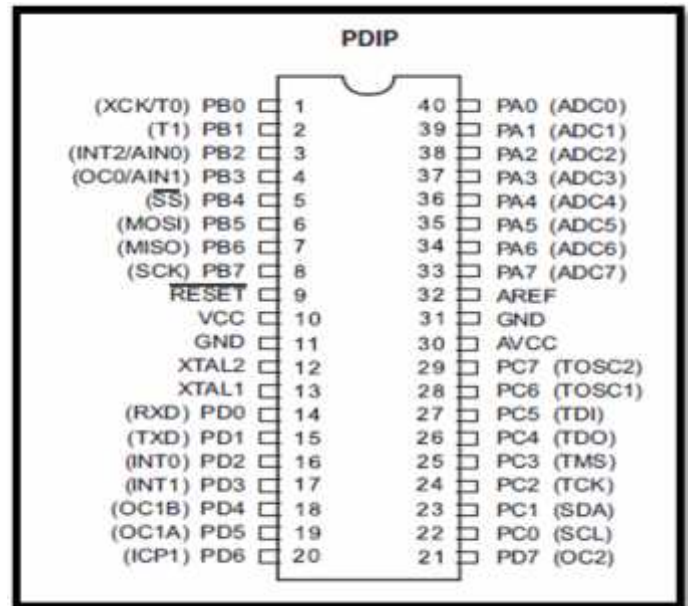 PDIP
(XCK/T0) PB0 1 40 PA0 (ADC0)
(T1) PB1 2 39 PA1 (ADC1)
(INT2/AIN0) PB2 3 38 PA2 (ADC2)
(OC0/AIN1) PB3 4 37 PA3 (ADC3)
(SS) PB4 5 36 PA4 (ADC4)
(MOSI) PB5 6 35 PA5 (ADC5)
(MISO) PB6 7 34 PA6 (ADC6)
(SCK) PB7 8 33 PA7 (ADC7)
RESET 9 32 AREF
VCC 10 31 GND
GND 11 30 AVCC
XTAL2 12 29 PC7 (TOSC2)
XTAL1 13 28 PC6 (TOSC1)
(RXD) PD0 14 27 PC5 (TDI)
(TXD) PD1 15 26 PC4 (TDO)
(INT0) PD2 16 25 PC3 (TMS)
(INT1) PD3 17 24 PC2 (TCK)
(OC1B) PD4 18 23 PC1 (SDA)
(OC1A) PD5 19 22 PC0 (SCL)
(ICP1) PD6 20 21 PD7 (OC2)